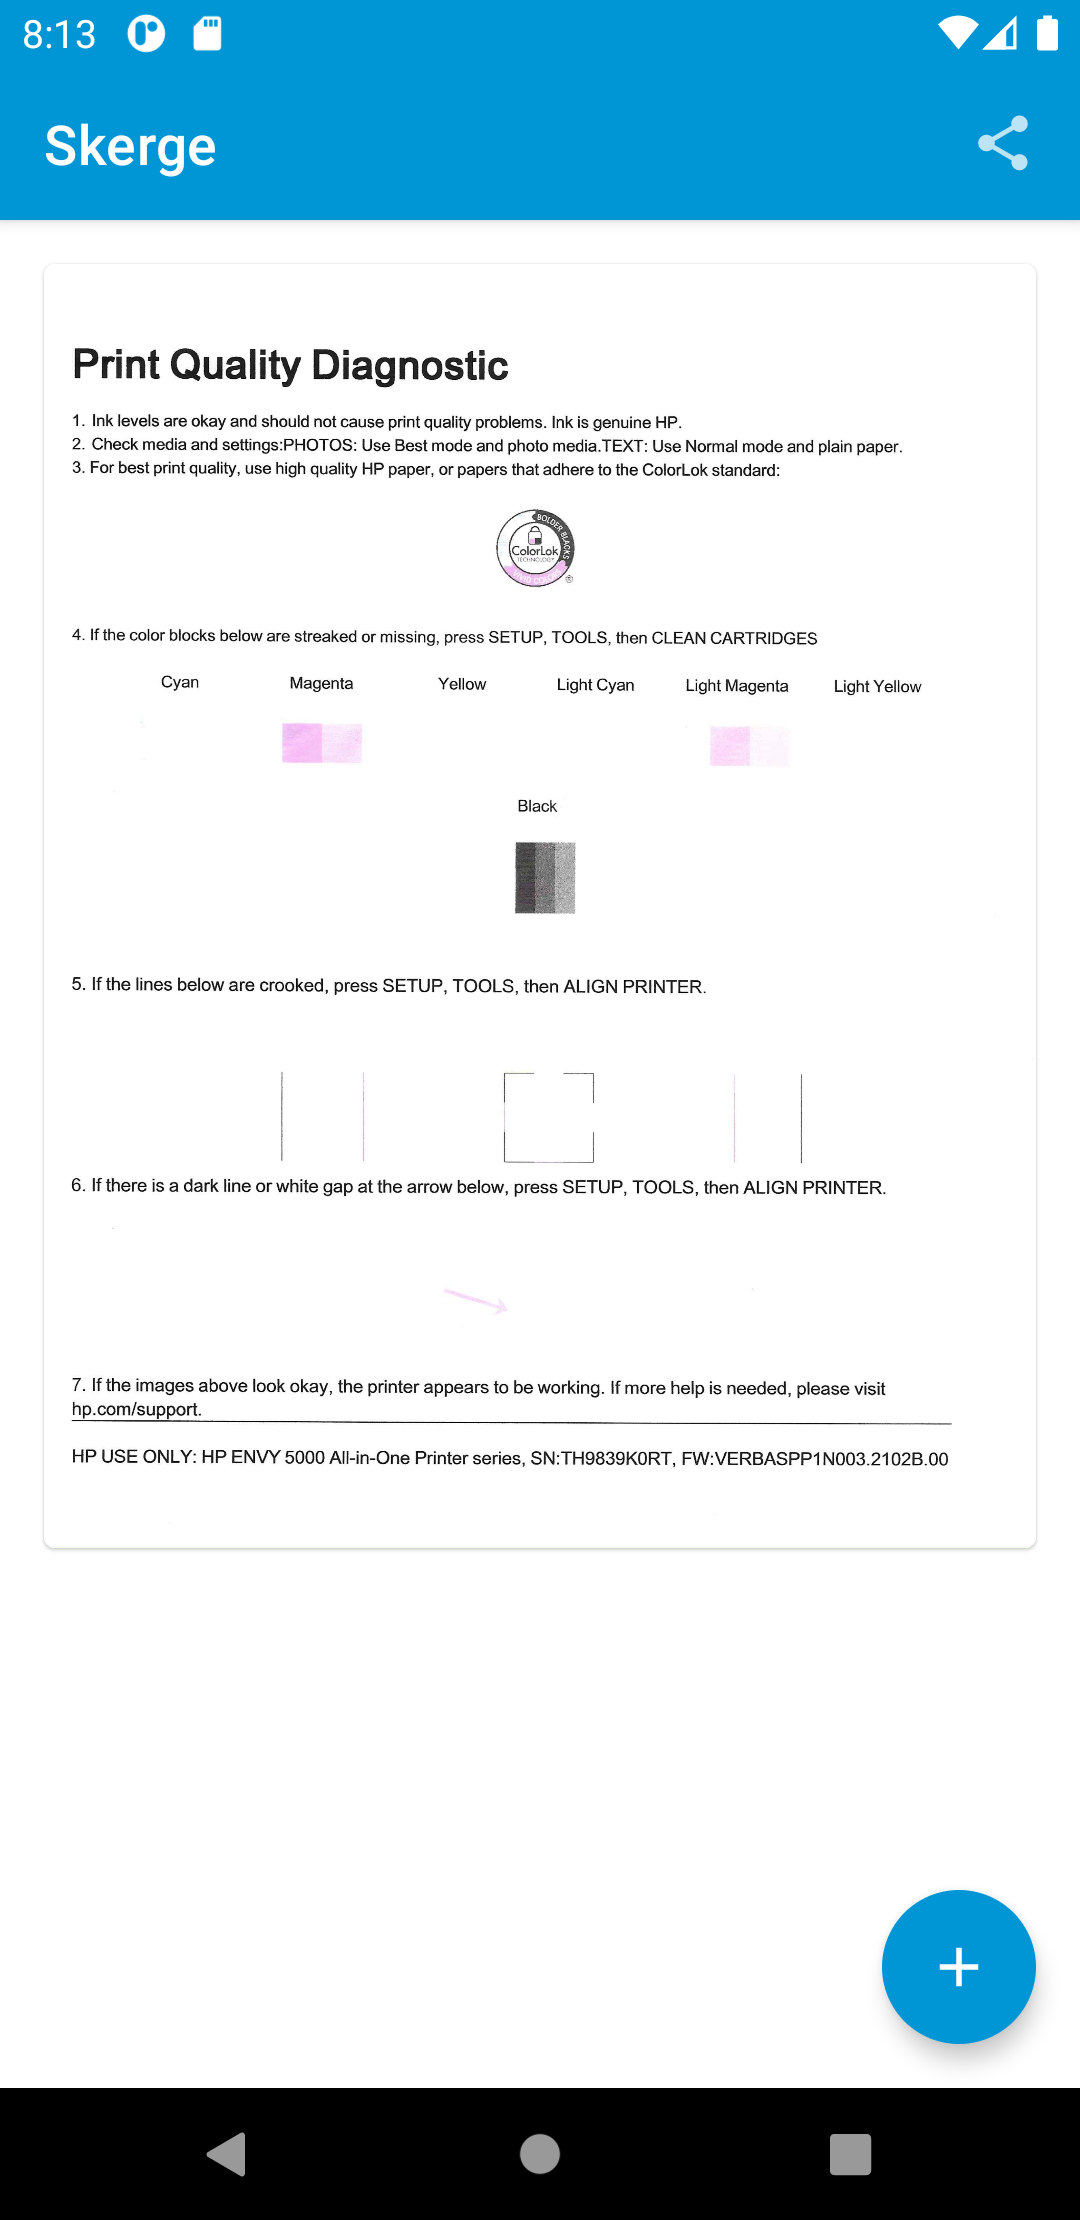 8:13
Skerge
Print Quality Diagnostic
1. Ink levels are okay and should not cause print quality problems. Ink is genuine HP.
2. Check media and settings:PHOTOS: Use Best mode and photo media.TEXT: Use Normal mode and plain paper.
3. For best print quality, use high quality HP paper, or papers that adhere to the ColorLok standard:
BOLDER BLACKS
ColorLok
TECHNOLOGY
®
4. If the color blocks below are streaked or missing, press SETUP, TOOLS, then CLEAN CARTRIDGES
Cyan Magenta Yellow Light Cyan Light Magenta Light Yellow
Black
5. If the lines below are crooked, press SETUP, TOOLS, then ALIGN PRINTER.
6. If there is a dark line or white gap at the arrow below, press SETUP, TOOLS, then ALIGN PRINTER.
7. If the images above look okay, the printer appears to be working. If more help is needed, please visit
hp.com/support.
HP USE ONLY: HP ENVY 5000 All-in-One Printer series, SN:TH9839K0RT, FW:VERBASPP1N003.2102B.00